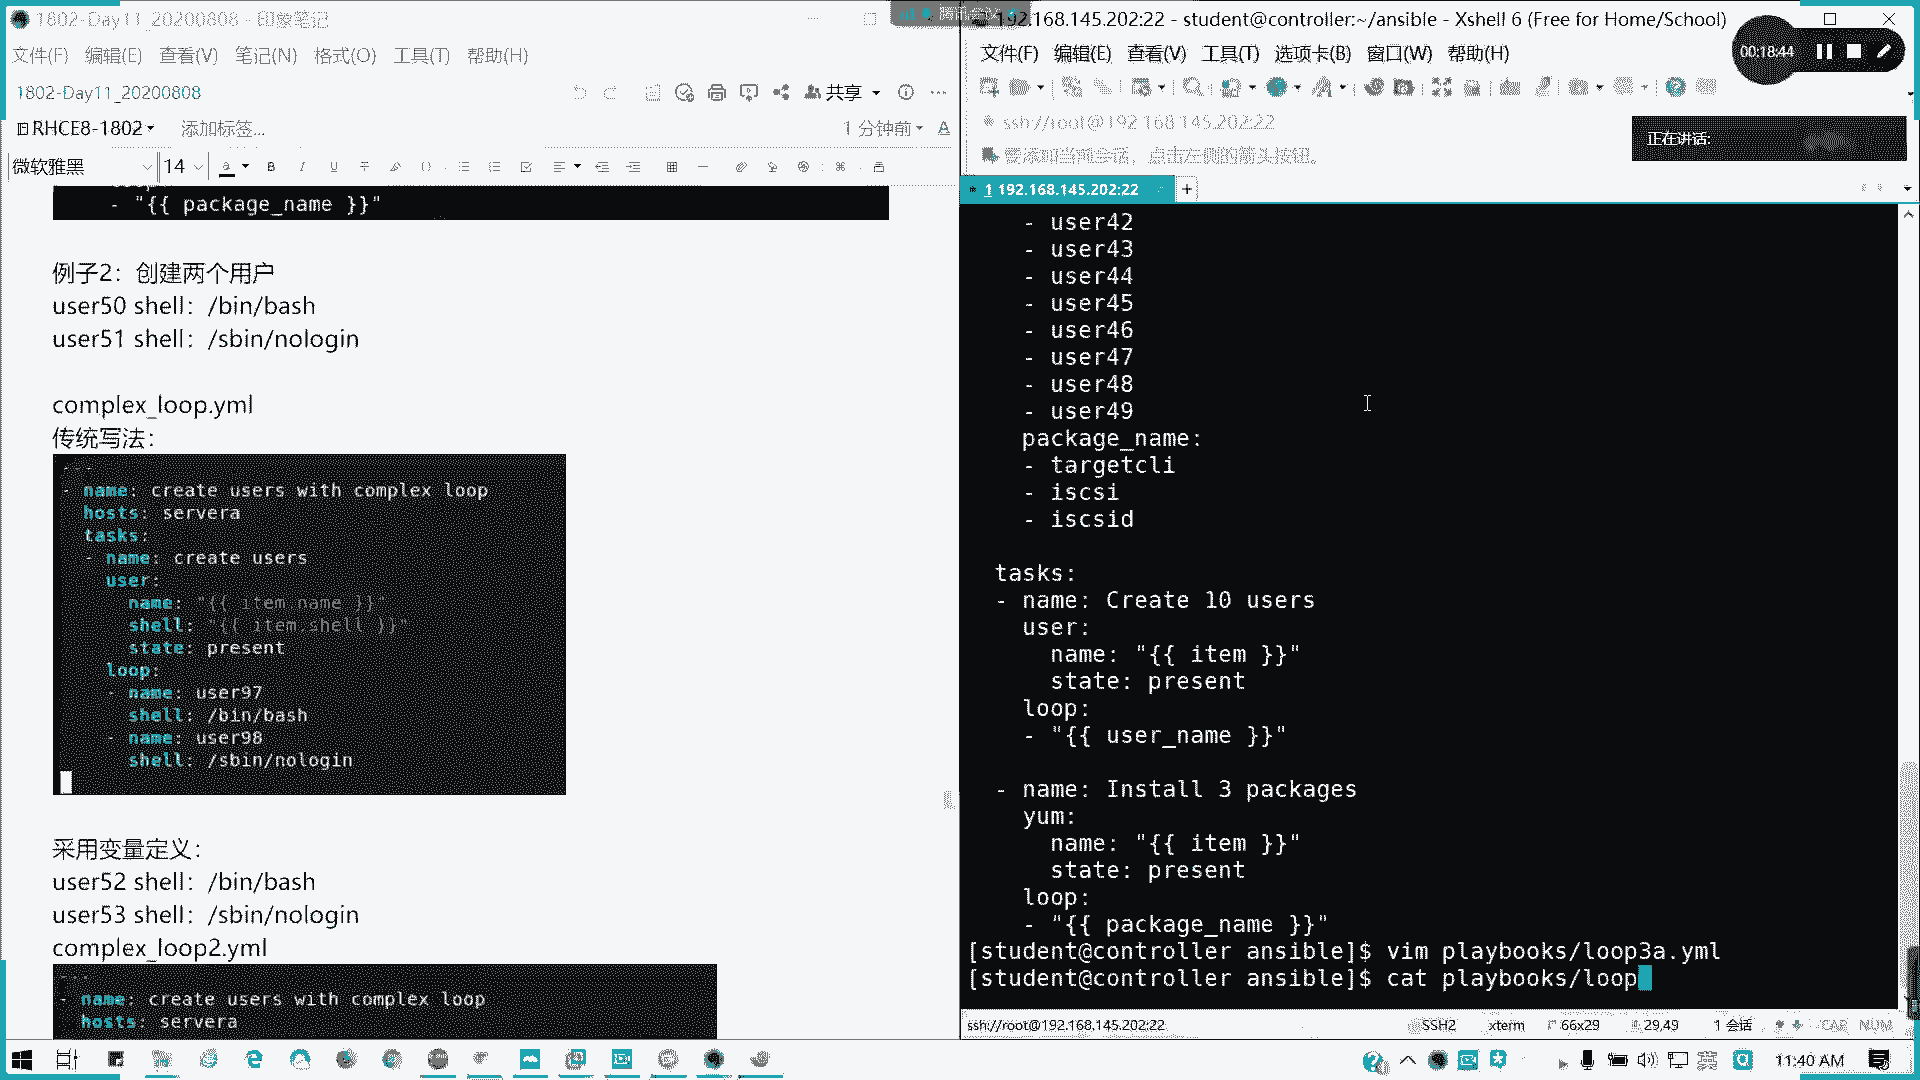 1802-Day11_20200808 - 印象笔记
文件(F) 编辑(E) 查看(V) 笔记(N) 格式(O) 工具(T) 帮助(H)
1802-Day11_20200808
共享
RHCE8-1802
添加标签...
1 分钟前
微软雅黑
14
- "{{ package_name }}"
例子2：创建两个用户
user50 shell：/bin/bash
user51 shell：/sbin/nologin
complex_loop.yml
传统写法：
---
- name: create users with complex loop
hosts: servera
tasks:
- name: create users
user:
name: "{{ item.name }}"
shell: "{{ item.shell }}"
state: present
loop:
- name: user97
shell: /bin/bash
- name: user98
shell: /sbin/nologin
采用变量定义：
user52 shell：/bin/bash
user53 shell：/sbin/nologin
complex_loop2.yml
---
- name: create users with complex loop
hosts: servera
腾讯会议
192.168.145.202:22 - student@controller:~/ansible - Xshell 6 (Free for Home/School)
文件(F) 编辑(E) 查看(V) 工具(T) 选项卡(B) 窗口(W) 帮助(H)
00:18:44
ssh://root@192.168.145.202:22
要添加当前会话，点击左侧的箭头按钮。
正在讲话:
1 192.168.145.202:22
+
- user42
- user43
- user44
- user45
- user46
- user47
- user48
- user49
package_name:
- targetcli
- iscsi
- iscsid
tasks:
- name: Create 10 users
user:
name: "{{ item }}"
state: present
loop:
- "{{ user_name }}"
- name: Install 3 packages
yum:
name: "{{ item }}"
state: present
loop:
- "{{ package_name }}"
[student@controller ansible]$ vim playbooks/loop3a.yml
[student@controller ansible]$ cat playbooks/loop
ssh://root@192.168.145.202:22
SSH2
xterm
66x29
29,49
1 会话
CAP NUM
英
11:40 AM